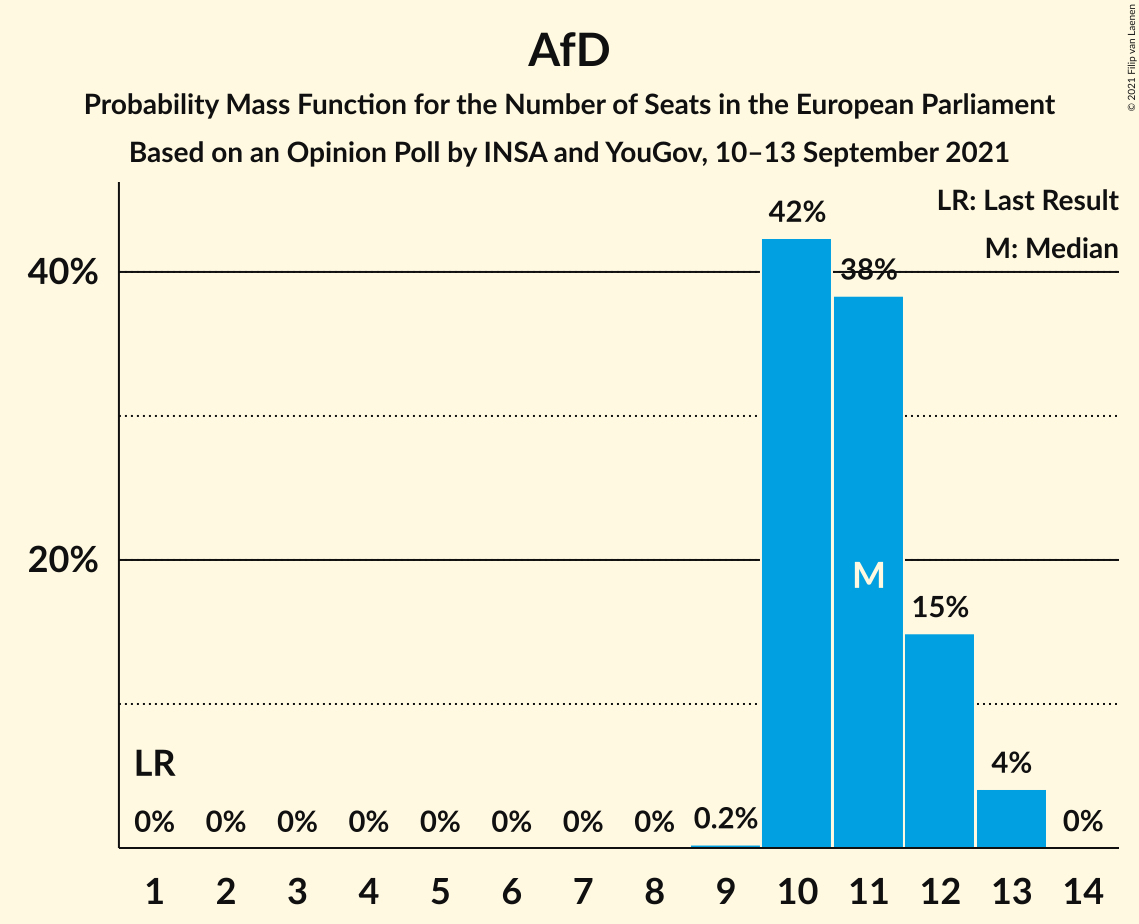 AfD
Probability Mass Function for the Number of Seats in the European Parliament
Based on an Opinion Poll by INSA and YouGov, 10–13 September 2021
© 2021 Filip van Laenen
LR: Last Result
M: Median
42%
40%
38%
20%
M
15%
LR
4%
0% 0% 0% 0% 0% 0% 0% 0% 0.2% 0%
1 2 3 4 5 6 7 8 9 10 11 12 13 14